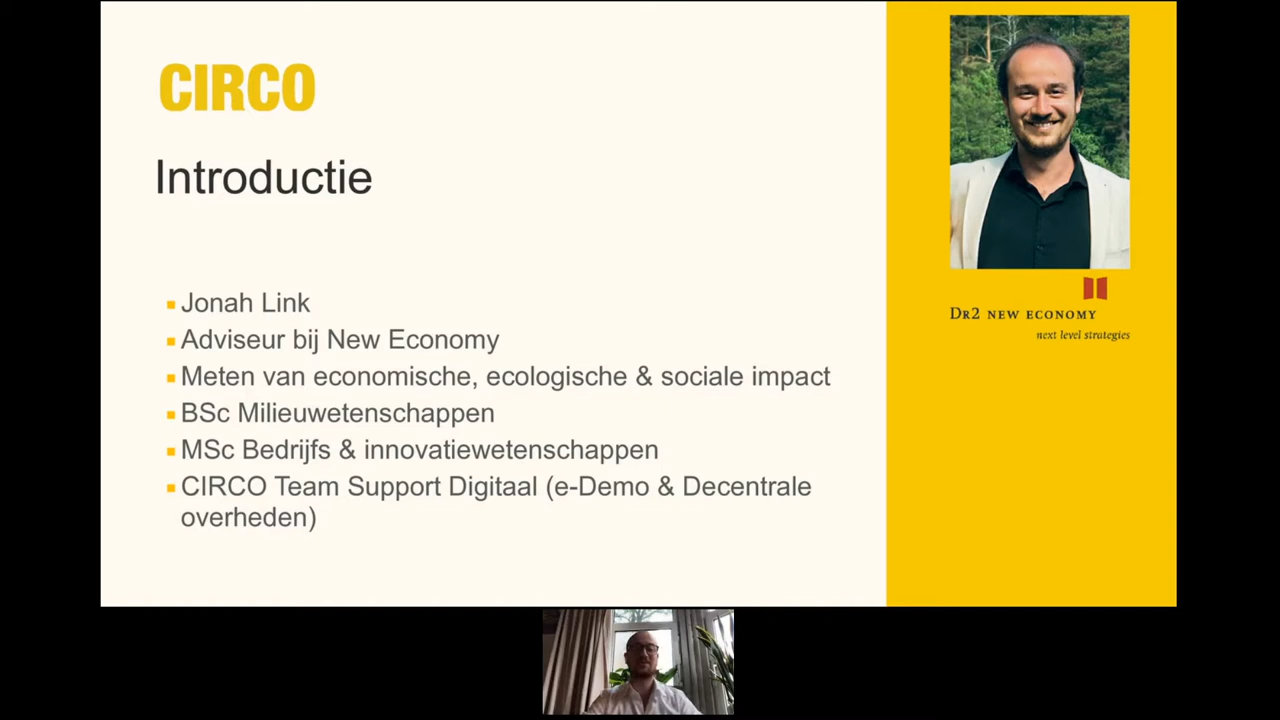 CIRCO
Introductie
Jonah Link
Adviseur bij New Economy
Meten van economische, ecologische & sociale impact
BSc Milieuwetenschappen
MSc Bedrijfs & innovatiewetenschappen
CIRCO Team Support Digitaal (e-Demo & Decentrale
overheden)
DR2 NEW ECONOMY
next level strategies